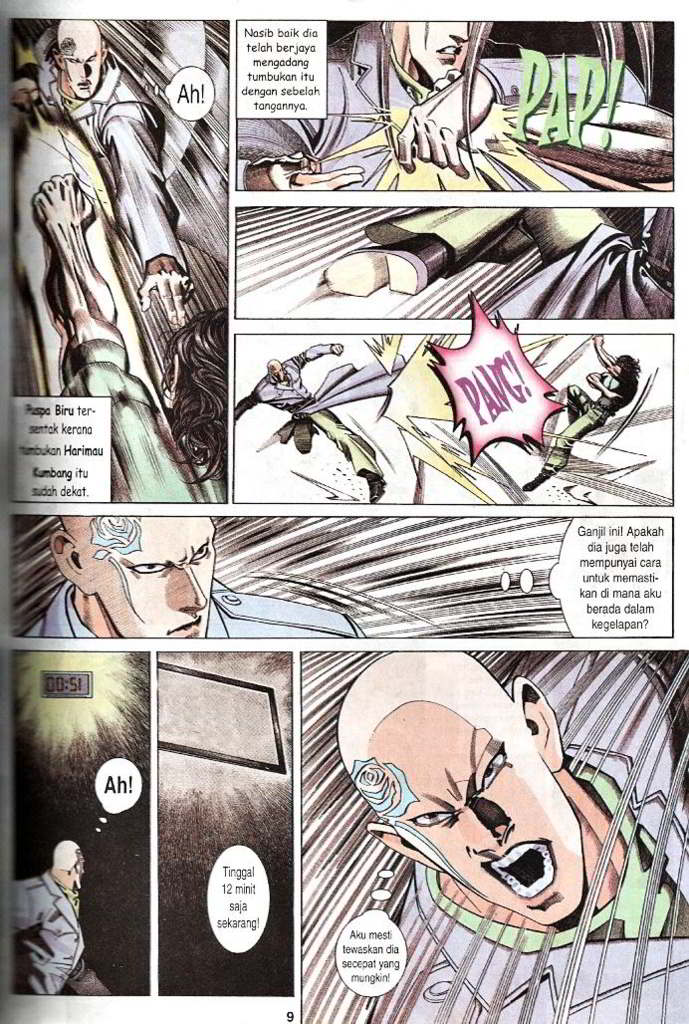 Ah!
Puspa Biru ter-
sentak kerana
tumbukan Harimau
Kumbang itu
sudah dekat.
Nasib baik dia
telah berjaya
mengadang
tumbukan itu
dengan sebelah
tangannya.
PAP!
PANG!
Ganjil ini! Apakah
dia juga telah
mempunyai cara
untuk memasti-
kan di mana aku
berada dalam
kegelapan?
00:51
Ah!
Tinggal
12 minit
saja
sekarang!
Aku mesti
tewaskan dia
secepat yang
mungkin!
9